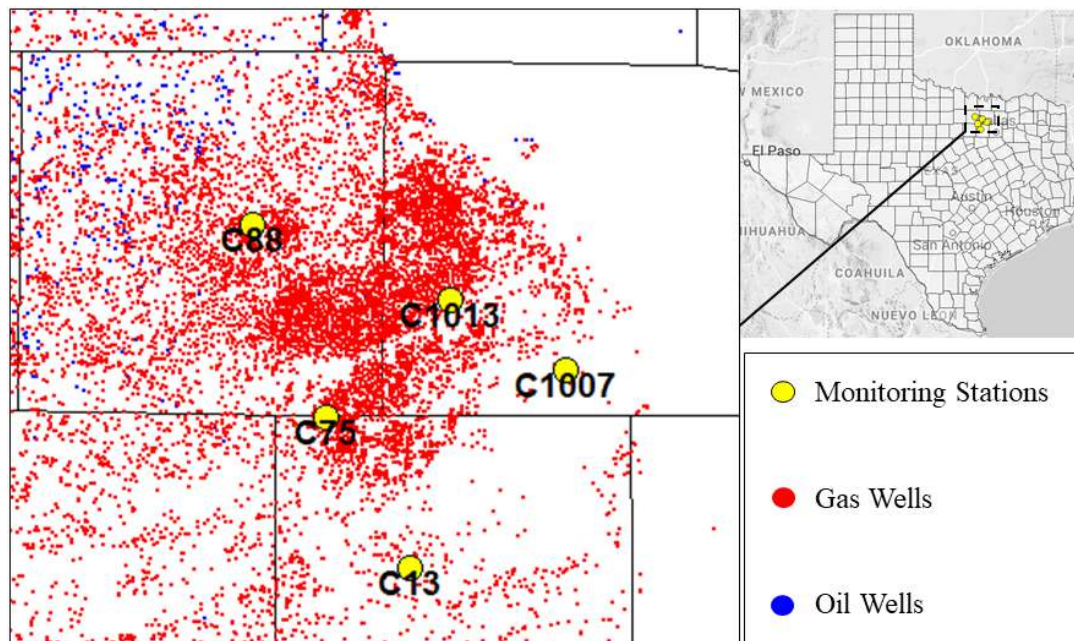 C88
C1013
C1007
C75
C13
OKLAHOMA
MEXICO
El Paso
Austin
Houston
San Antonio
COAHUILA
NUEVO LEÓN
Monitoring Stations
Gas Wells
Oil Wells